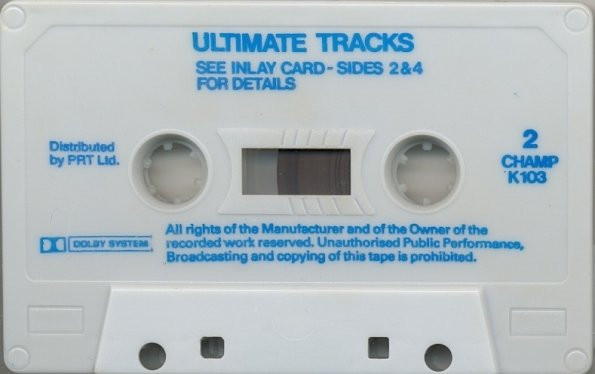 ULTIMATE TRACKS
SEE INLAY CARD - SIDES 2&4
FOR DETAILS
Distributed
by PRT Ltd.
2
CHAMP
K103
DOLBY SYSTEM
All rights of the Manufacturer and of the Owner of the
recorded work reserved. Unauthorised Public Performance,
Broadcasting and copying of this tape is prohibited.